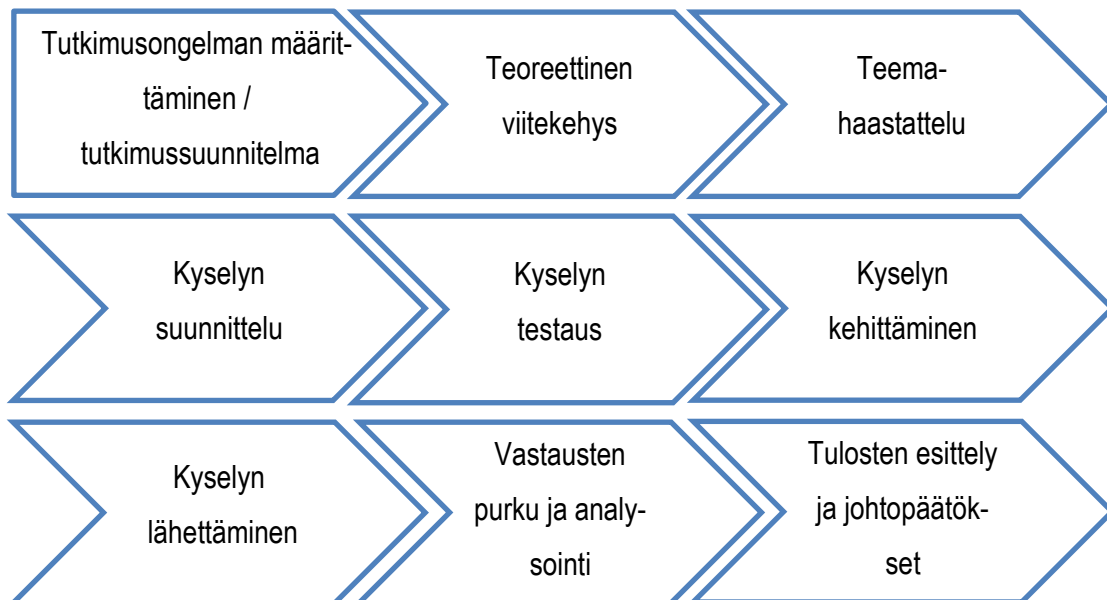 Tutkimusongelman määrit-
täminen /
tutkimussuunnitelma
Teoreettinen
viitekehys
Teema-
haastattelu
Kyselyn
suunnittelu
Kyselyn
testaus
Kyselyn
kehittäminen
Kyselyn
lähettäminen
Vastausten
purku ja analy-
sointi
Tulosten esittely
ja johtopäätök-
set